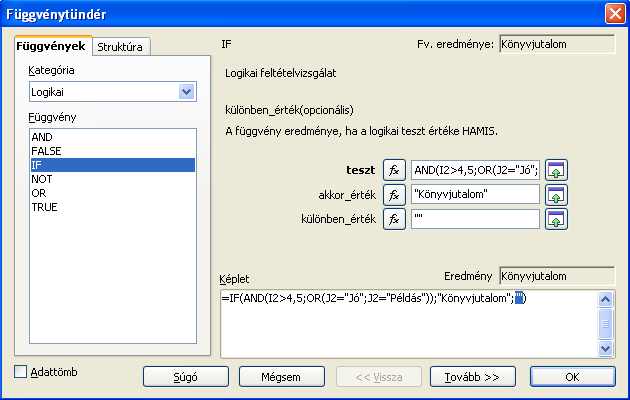 Függvénytündér
Függvények Struktúra
Kategória
Logikai
Függvény
AND
FALSE
IF
NOT
OR
TRUE
IF Fv. eredménye: Könyvjutalom
Logikai feltételvizsgálat
különben_érték(opcionális)
A függvény eredménye, ha a logikai teszt értéke HAMIS.
teszt fx AND(I2>4,5;OR(J2="Jó";
akkor_érték fx "Könyvjutalom"
különben_érték fx ""
Képlet Eredmény Könyvjutalom
=IF(AND(I2>4,5;OR(J2="Jó";J2="Példás"));"Könyvjutalom";"")
Adattömb Súgó Mégsem << Vissza Tovább >> OK